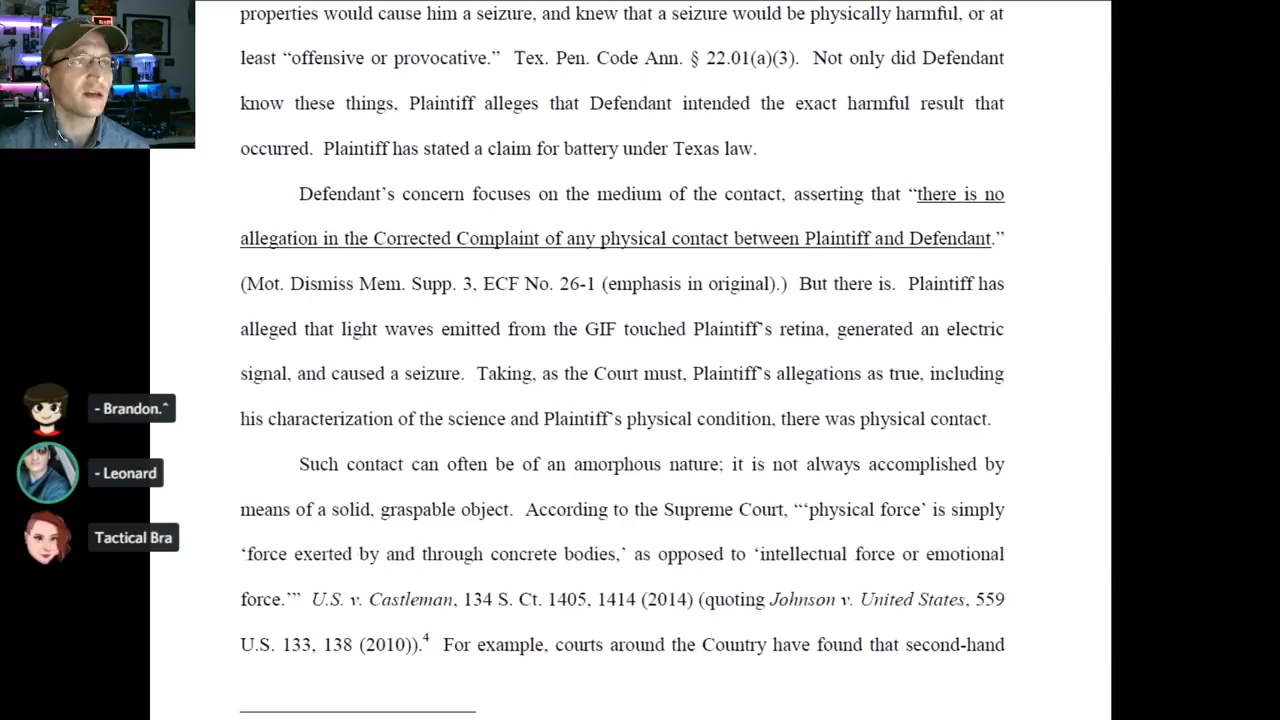 properties would cause him a seizure, and knew that a seizure would be physically harmful, or at
least “offensive or provocative.” Tex. Pen. Code Ann. § 22.01(a)(3). Not only did Defendant
know these things, Plaintiff alleges that Defendant intended the exact harmful result that
occurred. Plaintiff has stated a claim for battery under Texas law.
Defendant’s concern focuses on the medium of the contact, asserting that “there is no
allegation in the Corrected Complaint of any physical contact between Plaintiff and Defendant.”
(Mot. Dismiss Mem. Supp. 3, ECF No. 26-1 (emphasis in original).) But there is. Plaintiff has
alleged that light waves emitted from the GIF touched Plaintiff’s retina, generated an electric
signal, and caused a seizure. Taking, as the Court must, Plaintiff’s allegations as true, including
his characterization of the science and Plaintiff’s physical condition, there was physical contact.
Such contact can often be of an amorphous nature; it is not always accomplished by
means of a solid, graspable object. According to the Supreme Court, “‘physical force’ is simply
‘force exerted by and through concrete bodies,’ as opposed to ‘intellectual force or emotional
force.’” U.S. v. Castleman, 134 S. Ct. 1405, 1414 (2014) (quoting Johnson v. United States, 559
U.S. 133, 138 (2010)).4 For example, courts around the Country have found that second-hand
- Brandon.^
- Leonard
Tactical Bra